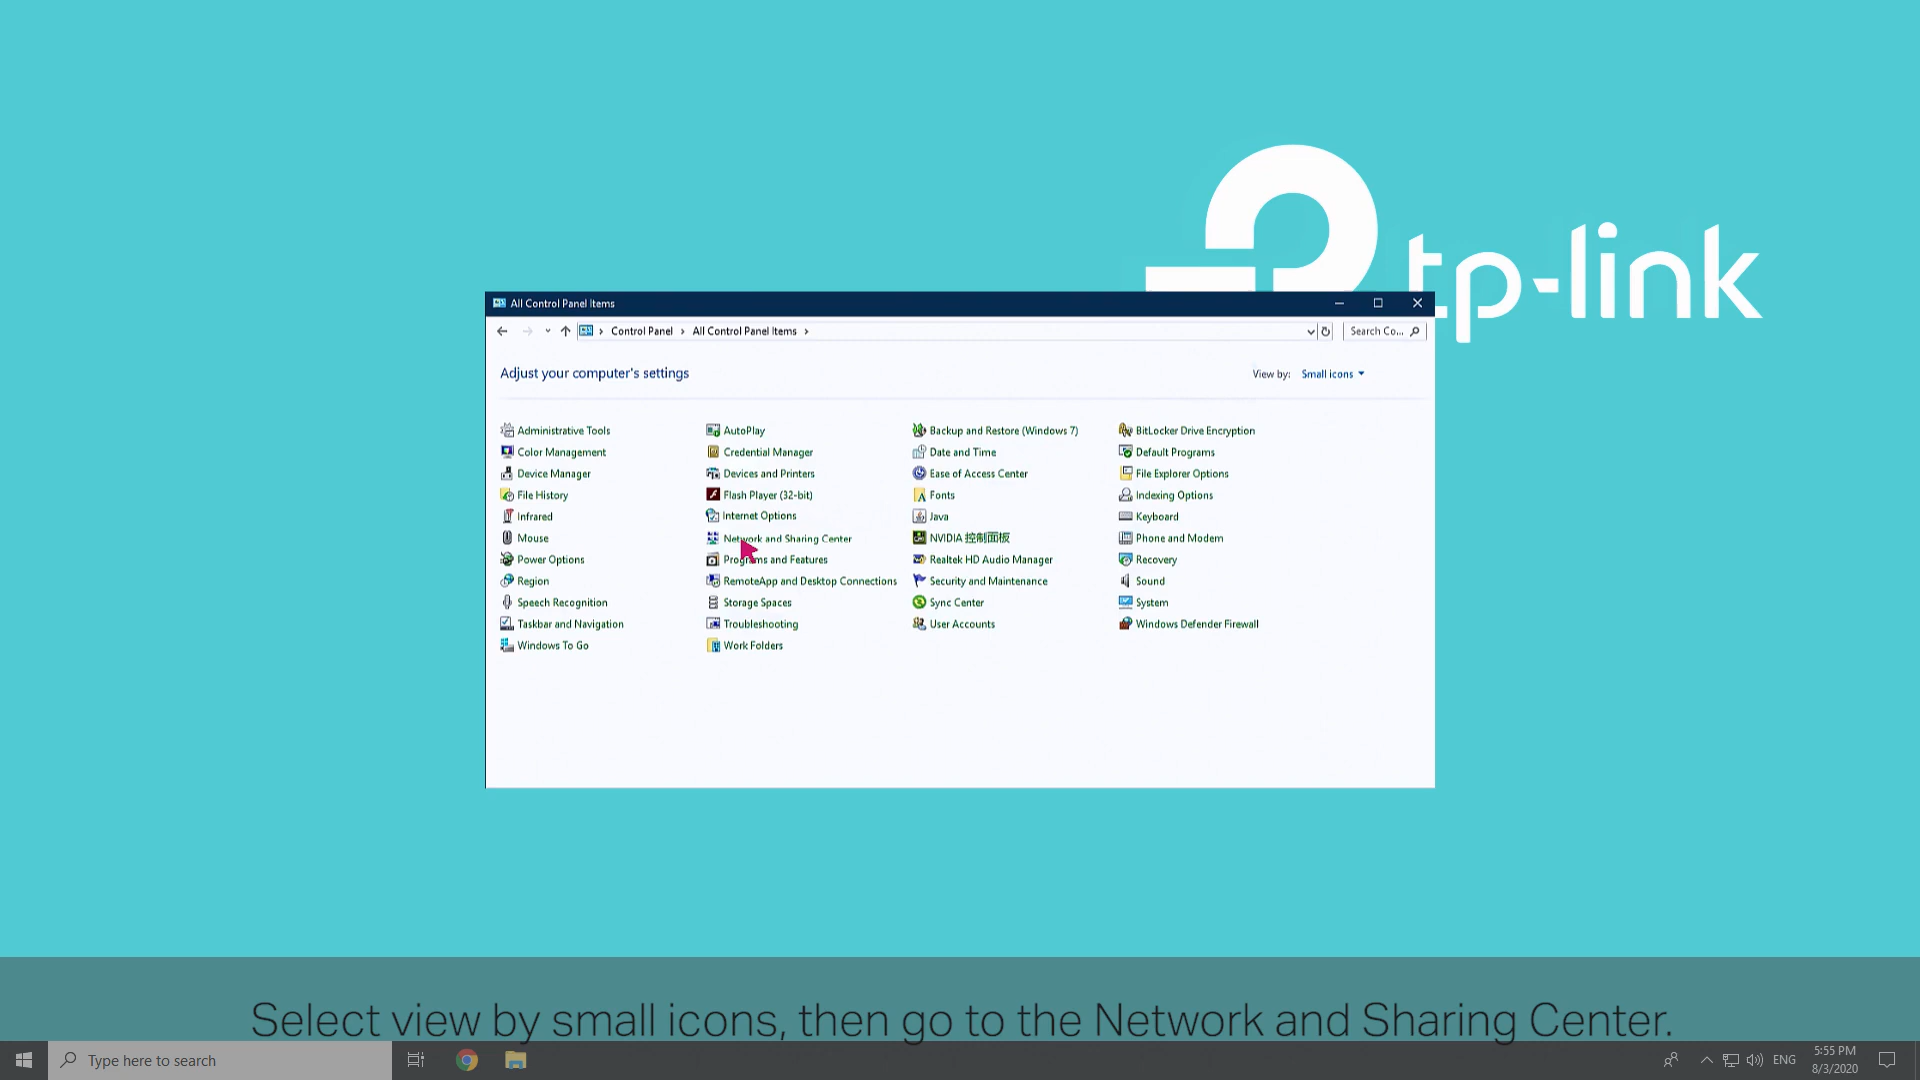 tp-link
All Control Panel Items
Control Panel > All Control Panel Items >
Search Co...
Adjust your computer's settings
View by: Small icons
Administrative Tools
AutoPlay
Backup and Restore (Windows 7)
BitLocker Drive Encryption
Color Management
Credential Manager
Date and Time
Default Programs
Device Manager
Devices and Printers
Ease of Access Center
File Explorer Options
File History
Flash Player (32-bit)
Fonts
Indexing Options
Infrared
Internet Options
Java
Keyboard
Mouse
Network and Sharing Center
NVIDIA 控制面板
Phone and Modem
Power Options
Programs and Features
Realtek HD Audio Manager
Recovery
Region
RemoteApp and Desktop Connections
Security and Maintenance
Sound
Speech Recognition
Storage Spaces
Sync Center
System
Taskbar and Navigation
Troubleshooting
User Accounts
Windows Defender Firewall
Windows To Go
Work Folders
Select view by small icons, then go to the Network and Sharing Center.
Type here to search
ENG
5:55 PM
8/3/2020